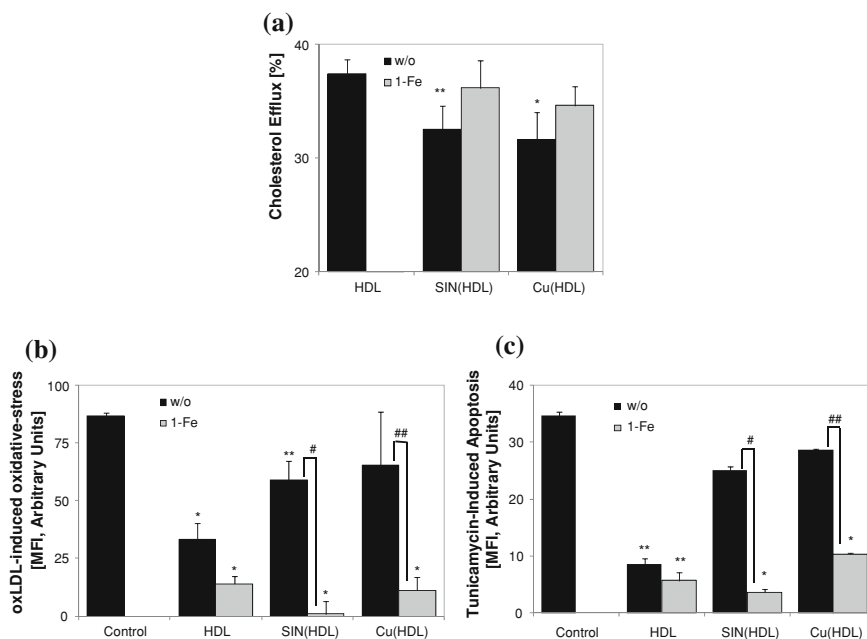 (a)
Cholesterol Efflux [%]
40
30
20
w/o
1-Fe
**
*
HDL
SIN(HDL)
Cu(HDL)
(b)
oxLDL-induced oxidative-stress
[MFI, Arbitrary Units]
100
75
50
25
0
w/o
1-Fe
*
*
**
#
*
##
*
Control
HDL
SIN(HDL)
Cu(HDL)
(c)
Tunicamycin-Induced Apoptosis
[MFI, Arbitrary Units]
40
30
20
10
0
w/o
1-Fe
**
**
#
*
##
*
Control
HDL
SIN(HDL)
Cu(HDL)